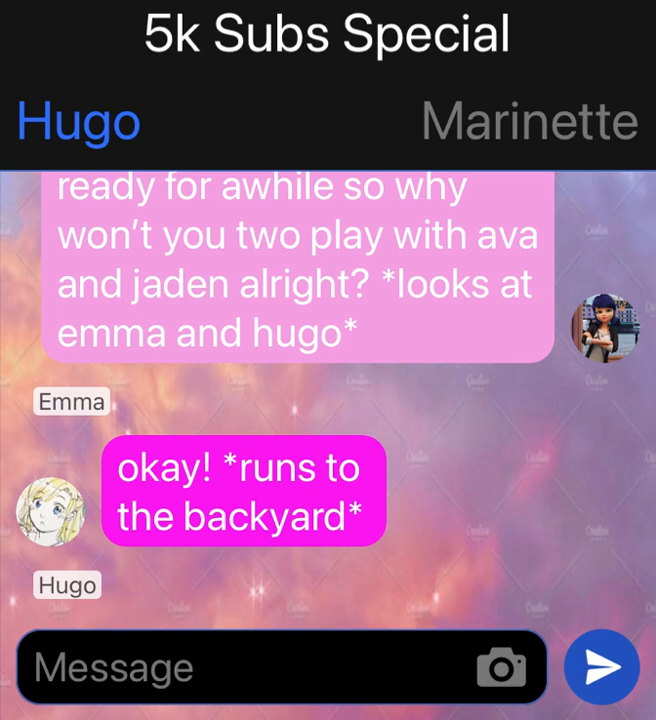 5k Subs Special
Hugo
Marinette
ready for awhile so why
won't you two play with ava
and jaden alright? *looks at
emma and hugo*
Emma
okay! *runs to
the backyard*
Hugo
Message